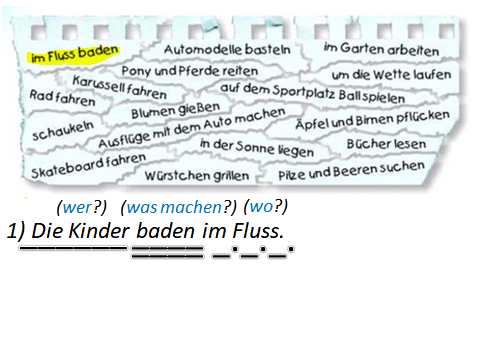 im Fluss baden Automodelle basteln im Garten arbeiten
Pony und Pferde reiten um die Wette laufen
Karussell fahren auf dem Sportplatz Ball spielen
Rad fahren Blumen gießen
schaukeln Ausflüge mit dem Auto machen Äpfel und Birnen pflücken
in der Sonne liegen Bücher lesen
Skateboard fahren Würstchen grillen Pilze und Beeren suchen
(wer?) (was machen?) (wo?)
1) Die Kinder baden im Fluss.